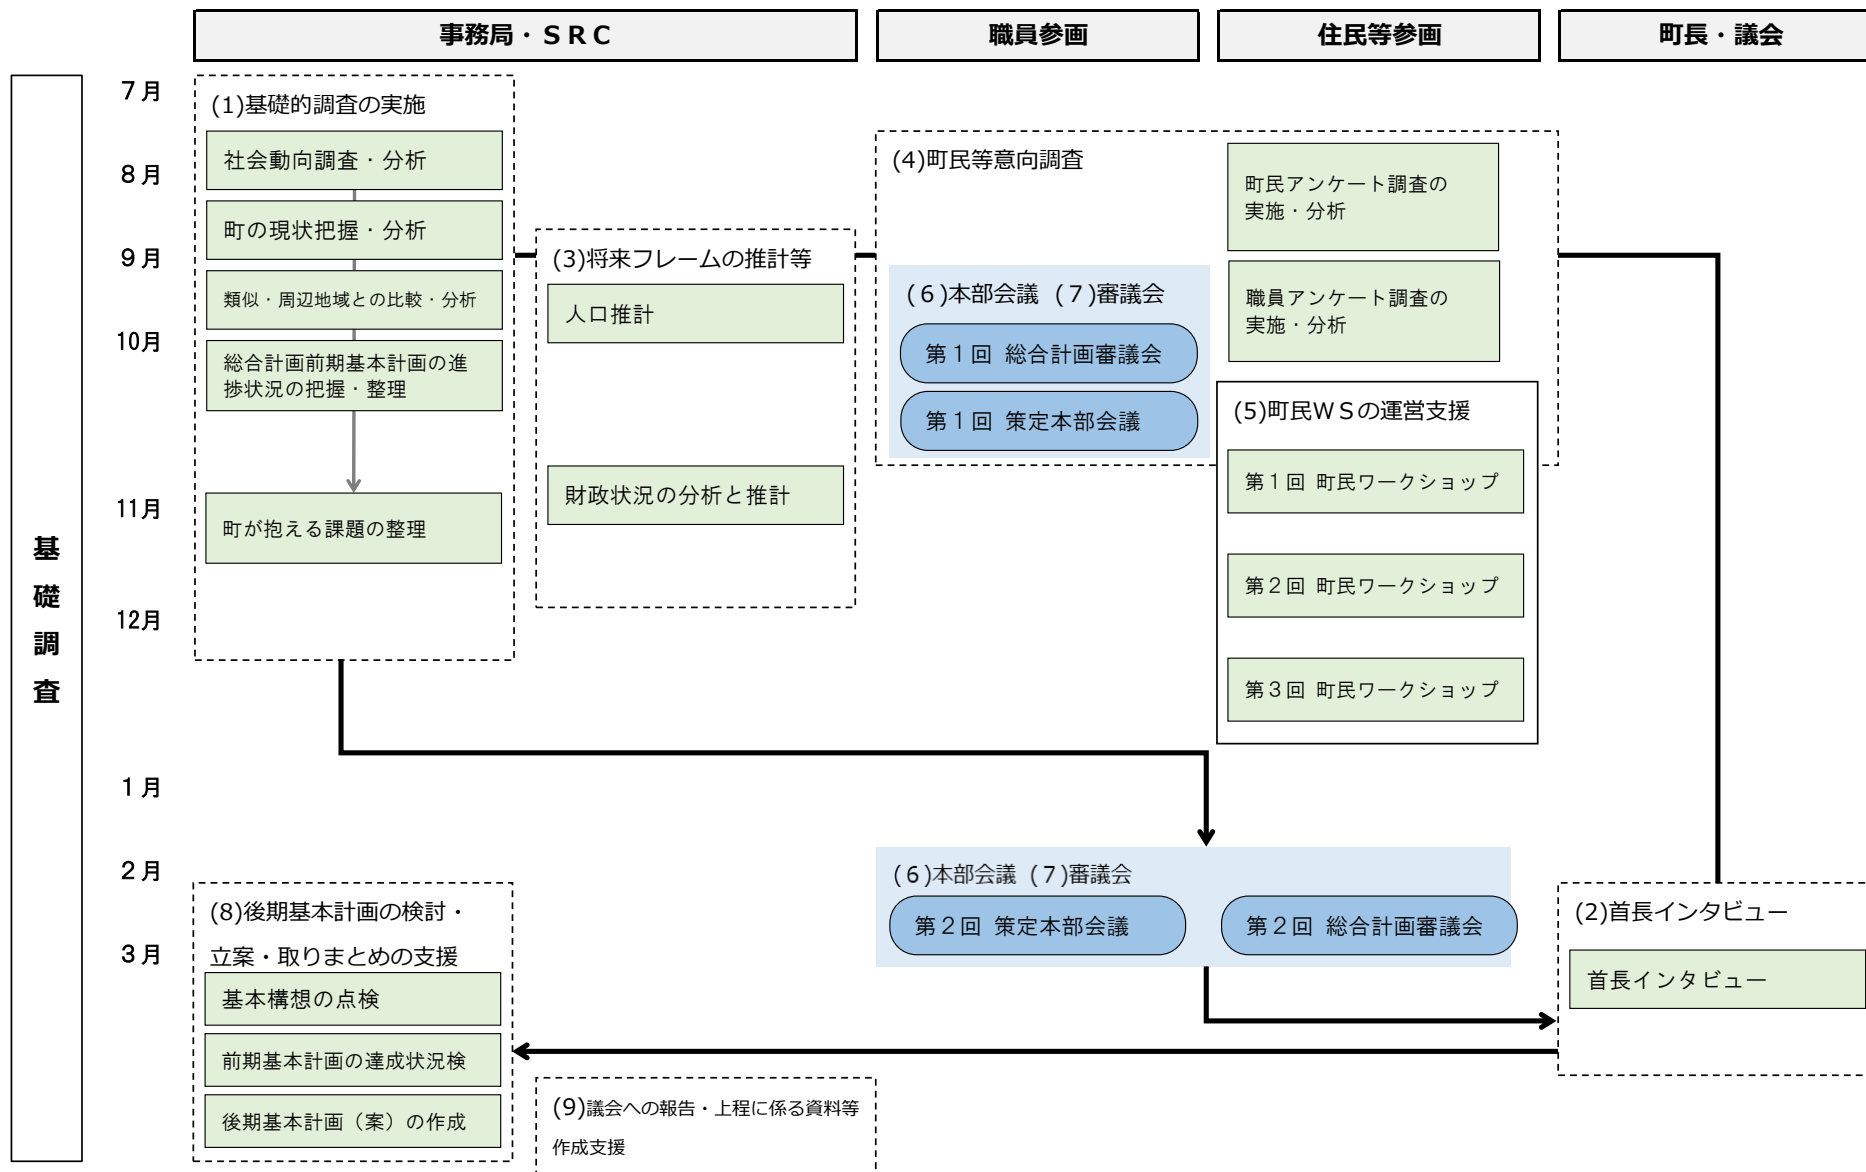 事務局・ＳＲＣ
職員参画
住民等参画
町長・議会
基礎調査
７月
８月
９月
10月
11月
12月
１月
２月
３月
(1)基礎的調査の実施
社会動向調査・分析
町の現状把握・分析
類似・周辺地域との比較・分析
総合計画前期基本計画の進
捗状況の把握・整理
町が抱える課題の整理
(3)将来フレームの推計等
人口推計
財政状況の分析と推計
(4)町民等意向調査
町民アンケート調査の
実施・分析
職員アンケート調査の
実施・分析
(６)本部会議 (７)審議会
第１回 総合計画審議会
第１回 策定本部会議
(5)町民ＷＳの運営支援
第１回 町民ワークショップ
第２回 町民ワークショップ
第３回 町民ワークショップ
(６)本部会議 (７)審議会
第２回 策定本部会議
第２回 総合計画審議会
(2)首長インタビュー
首長インタビュー
(8)後期基本計画の検討・
立案・取りまとめの支援
基本構想の点検
前期基本計画の達成状況検
後期基本計画（案）の作成
(9)議会への報告・上程に係る資料等
作成支援